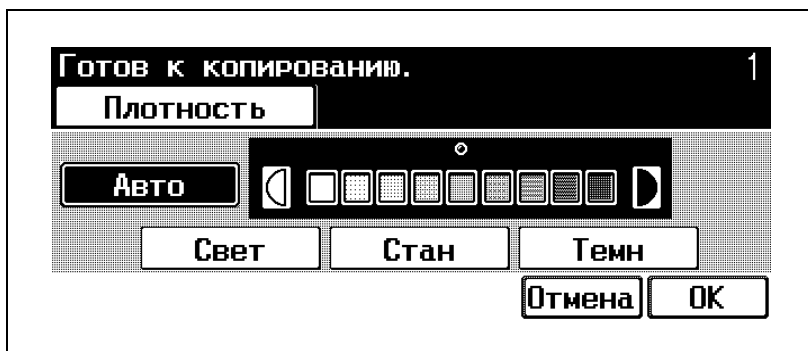 Готов к копированию. 1
Плотность
Авто
Свет Стан Темн
Отмена OK